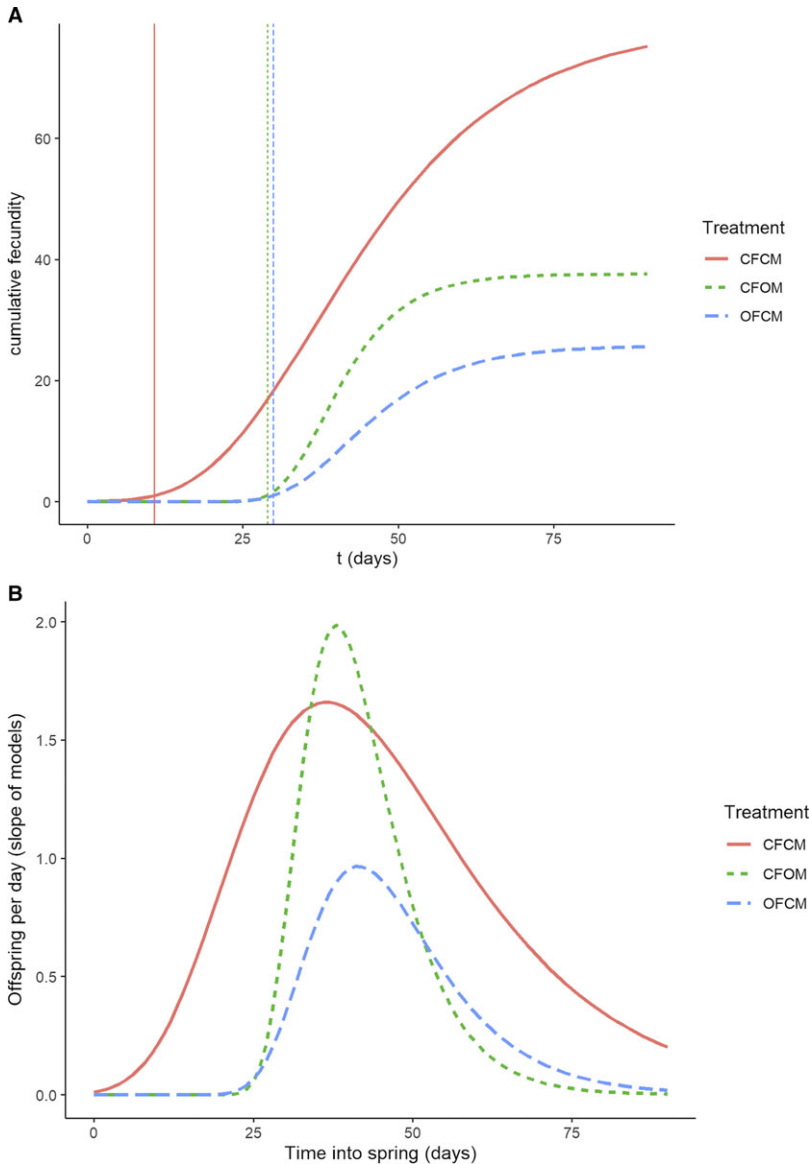 A
cumulative fecundity
60
40
20
0
0 25 50 75
t (days)
Treatment
CFCM
CFOM
OFCM
B
Offspring per day (slope of models)
2.0
1.5
1.0
0.5
0.0
0 25 50 75
Time into spring (days)
Treatment
CFCM
CFOM
OFCM